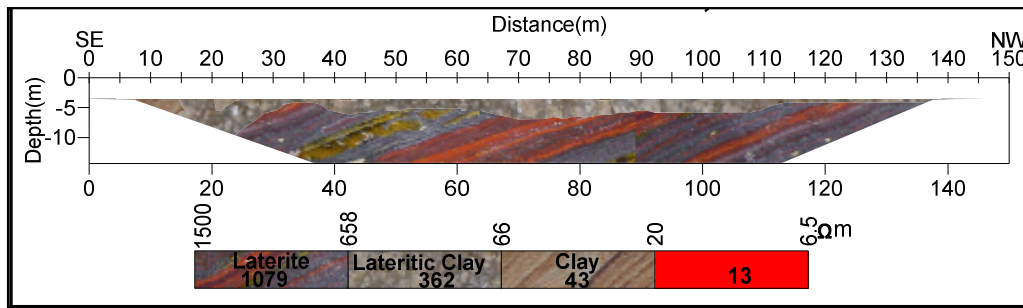 Distance(m)
SE NW
0 10 20 30 40 50 60 70 80 90 100 110 120 130 140 150
Depth(m)
0
-5
-10
0 20 40 60 80 100 120 140
1500 658 66 20 6.5 Ωm
Laterite Lateritic Clay Clay
1079 362 43 13